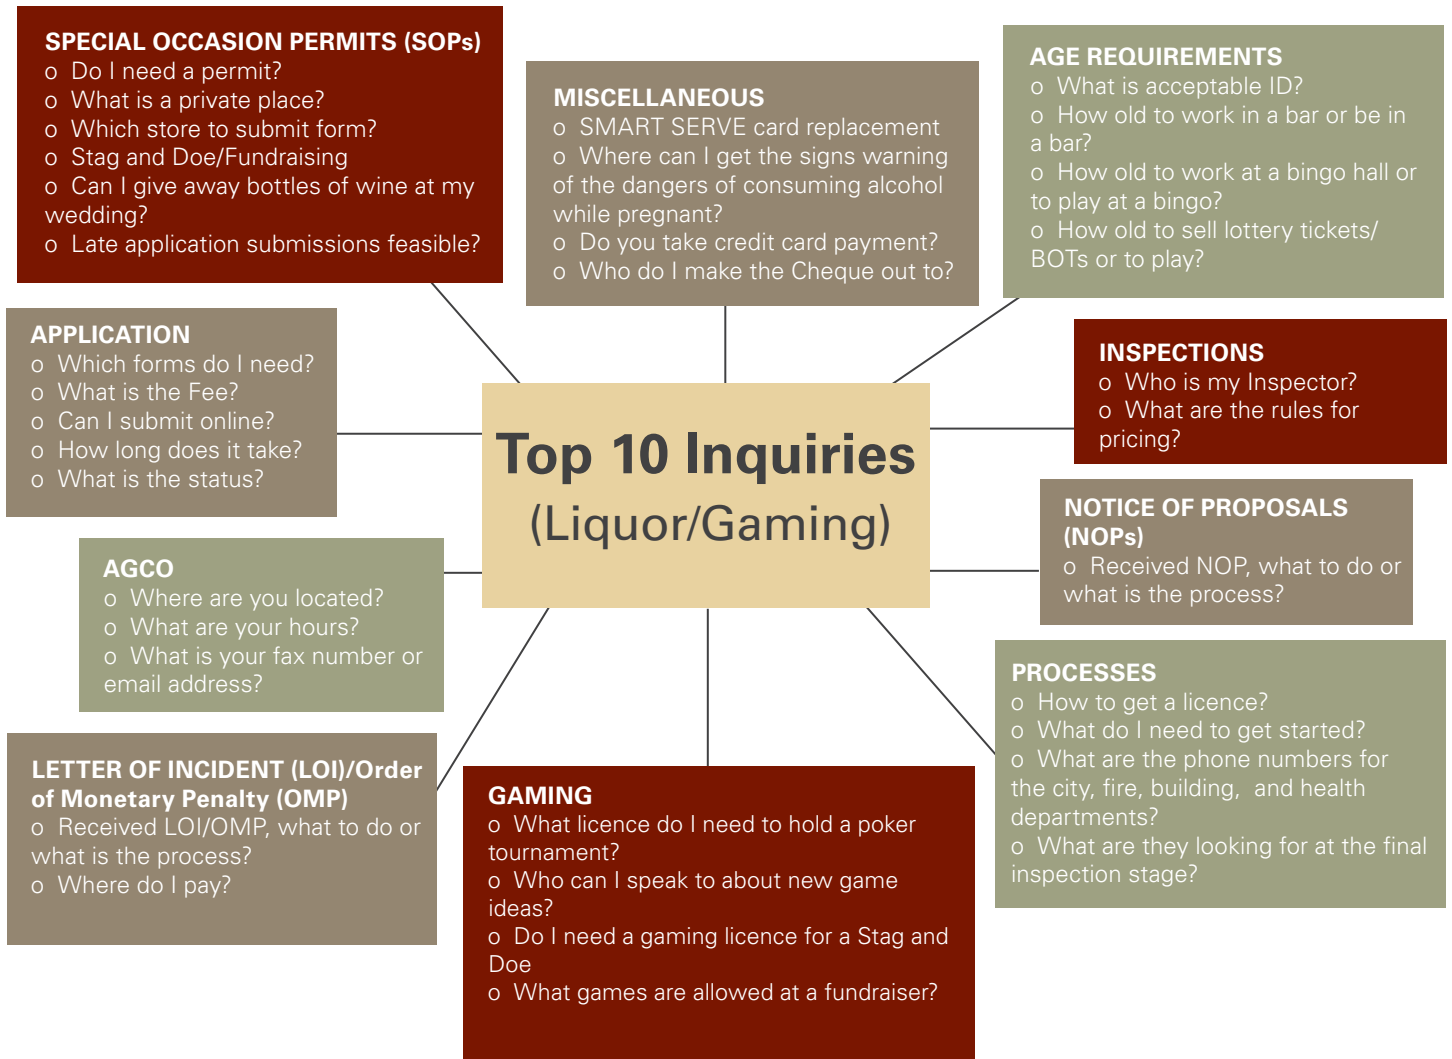 SPECIAL OCCASION PERMITS (SOPs)
o Do I need a permit?
o What is a private place?
o Which store to submit form?
o Stag and Doe/Fundraising
o Can I give away bottles of wine at my
wedding?
o Late application submissions feasible?
MISCELLANEOUS
o SMART SERVE card replacement
o Where can I get the signs warning
of the dangers of consuming alcohol
while pregnant?
o Do you take credit card payment?
o Who do I make the Cheque out to?
AGE REQUIREMENTS
o What is acceptable ID?
o How old to work in a bar or be in
a bar?
o How old to work at a bingo hall or
to play at a bingo?
o How old to sell lottery tickets/
BOTs or to play?
APPLICATION
o Which forms do I need?
o What is the Fee?
o Can I submit online?
o How long does it take?
o What is the status?
Top 10 Inquiries
(Liquor/Gaming)
INSPECTIONS
o Who is my Inspector?
o What are the rules for
pricing?
NOTICE OF PROPOSALS
(NOPs)
o Received NOP, what to do or
what is the process?
AGCO
o Where are you located?
o What are your hours?
o What is your fax number or
email address?
PROCESSES
o How to get a licence?
o What do I need to get started?
o What are the phone numbers for
the city, fire, building, and health
departments?
o What are they looking for at the final
inspection stage?
LETTER OF INCIDENT (LOI)/Order
of Monetary Penalty (OMP)
o Received LOI/OMP, what to do or
what is the process?
o Where do I pay?
GAMING
o What licence do I need to hold a poker
tournament?
o Who can I speak to about new game
ideas?
o Do I need a gaming licence for a Stag and
Doe
o What games are allowed at a fundraiser?